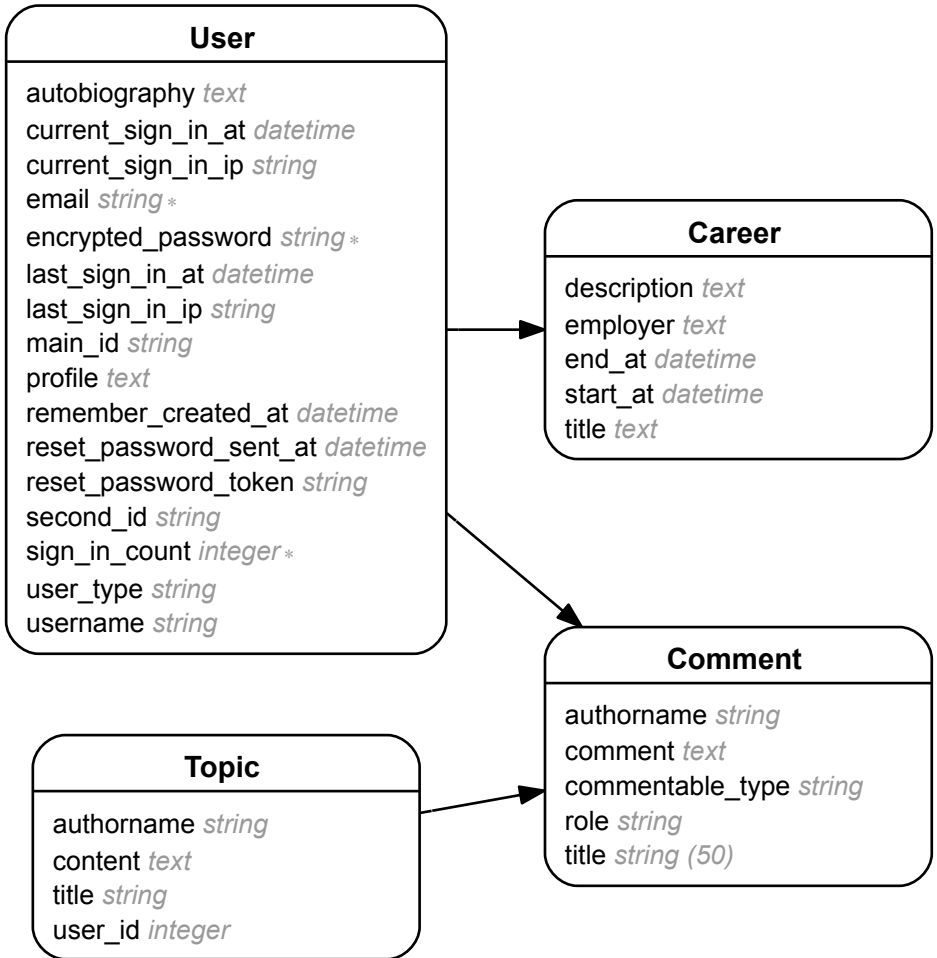 User
autobiography text
current_sign_in_at datetime
current_sign_in_ip string
email string *
encrypted_password string *
last_sign_in_at datetime
last_sign_in_ip string
main_id string
profile text
remember_created_at datetime
reset_password_sent_at datetime
reset_password_token string
second_id string
sign_in_count integer *
user_type string
username string
Career
description text
employer text
end_at datetime
start_at datetime
title text
Comment
authorname string
comment text
commentable_type string
role string
title string (50)
Topic
authorname string
content text
title string
user_id integer